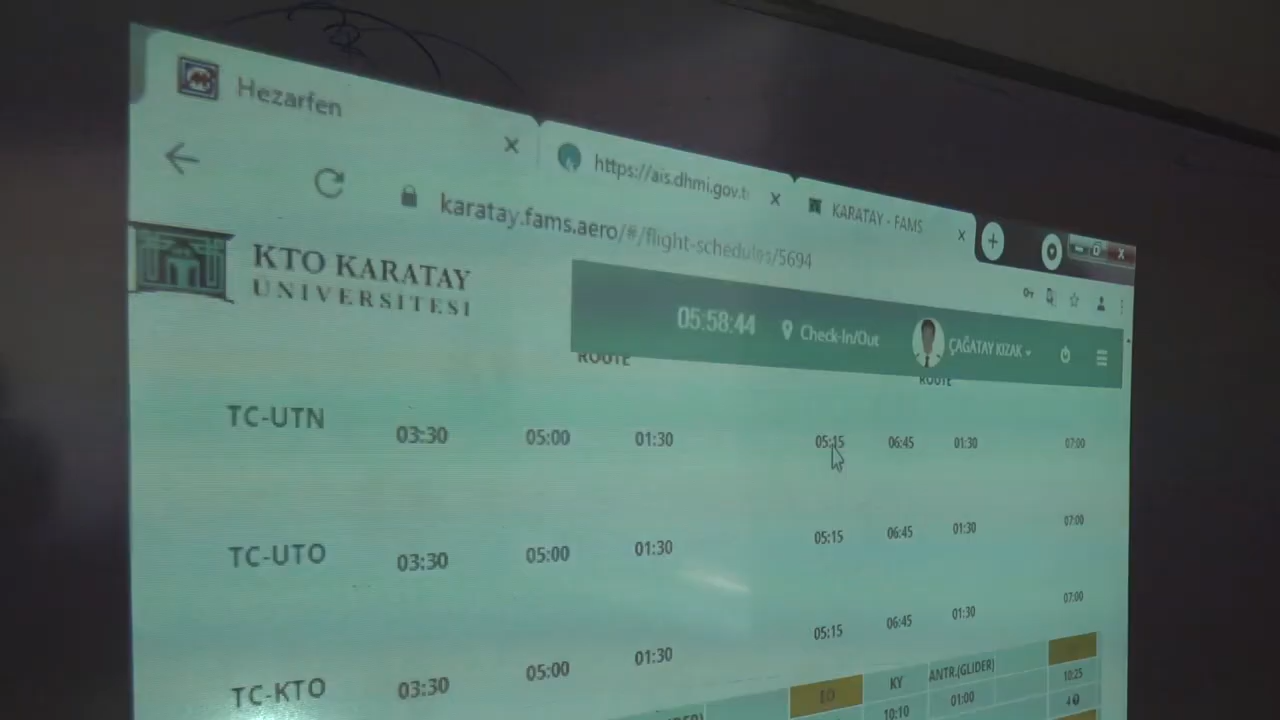 Hezarfen
https://ais.dhmi.gov.t
KARATAY - FAMS
karatay.fams.aero/#/flight-schedules/5694
KTO KARATAY
ÜNİVERSİTESİ
05:58:44 Check-In/Out ÇAĞATAY KIZAK
ROUTE ROUTE
TC-UTN 03:30 05:00 01:30 05:15 06:45 01:30 07:00
TC-UTO 03:30 05:00 01:30 05:15 06:45 01:30 07:00
TC-KTO 03:30 05:00 01:30 05:15 06:45 01:30 07:00
KY ANTR.(GLIDER)
10:10 01:00 10:25